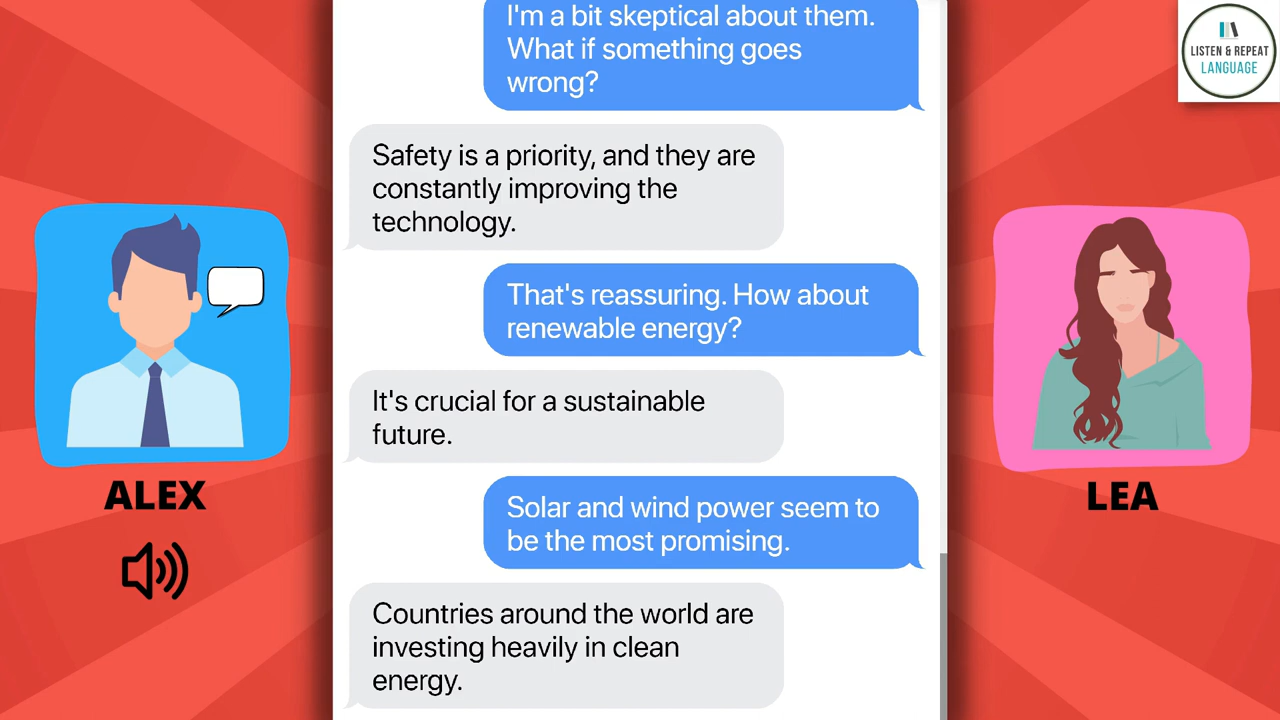 I'm a bit skeptical about them.
What if something goes
wrong?
LISTEN & REPEAT
LANGUAGE
Safety is a priority, and they are
constantly improving the
technology.
That's reassuring. How about
renewable energy?
It's crucial for a sustainable
future.
ALEX
LEA
Solar and wind power seem to
be the most promising.
Countries around the world are
investing heavily in clean
energy.